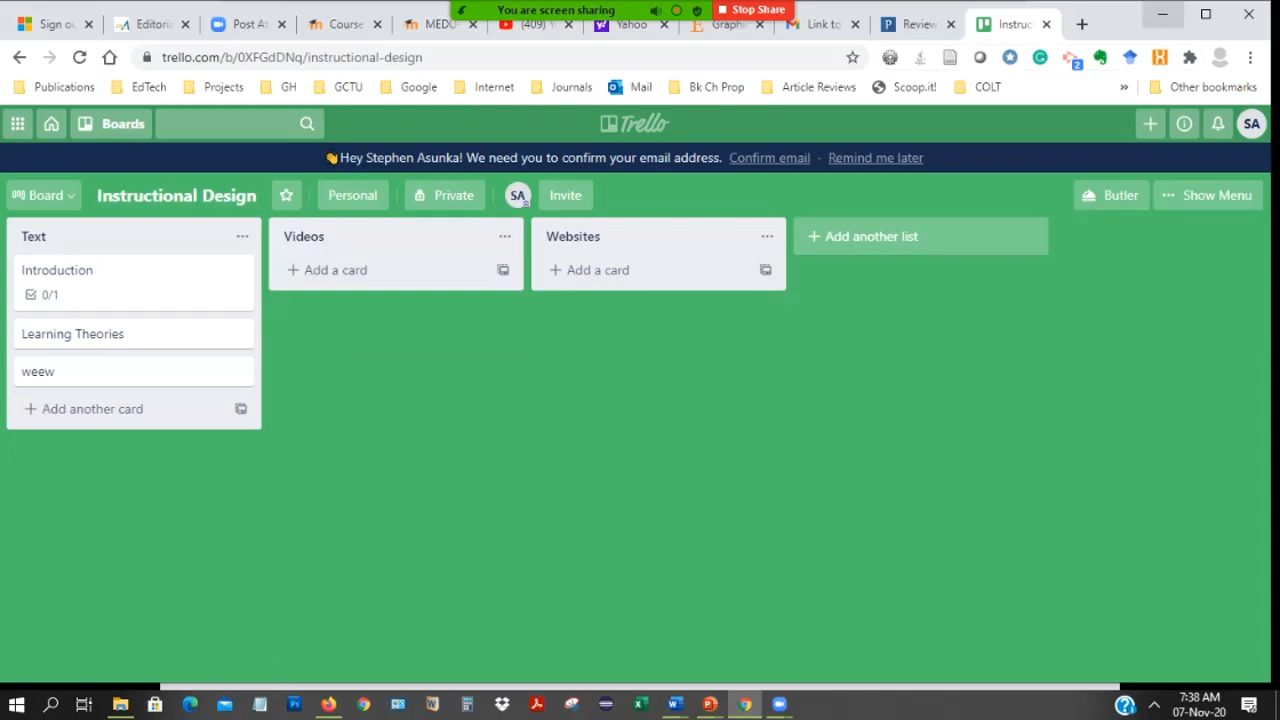 You are screen sharing
Stop Share
Sign o
Editoria
Post At
Course
MEDU
(409) Y
Yahoo
Graphi
Link to
Review
Instruc
trello.com/b/0XFGdDNq/instructional-design
2
Publications
EdTech
Projects
GH
GCTU
Google
Internet
Journals
Mail
Bk Ch Prop
Article Reviews
Scoop.it!
COLT
»
Other bookmarks
Boards
Trello
SA
👋Hey Stephen Asunka! We need you to confirm your email address. Confirm email · Remind me later
Board
Instructional Design
Personal
Private
SA
Invite
Butler
··· Show Menu
Text
Videos
Websites
+ Add another list
Introduction
+ Add a card
+ Add a card
0/1
Learning Theories
weew
+ Add another card
7:38 AM
07-Nov-20